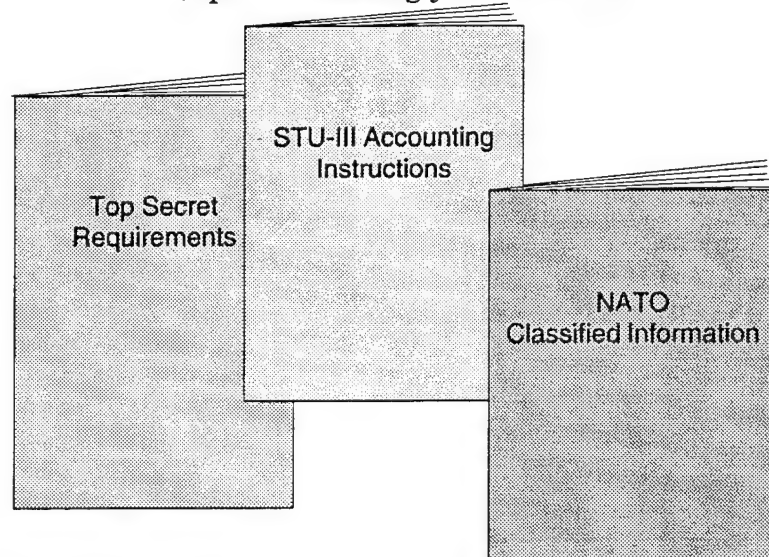 STU-III Accounting
Instructions
Top Secret
Requirements
NATO
Classified Information